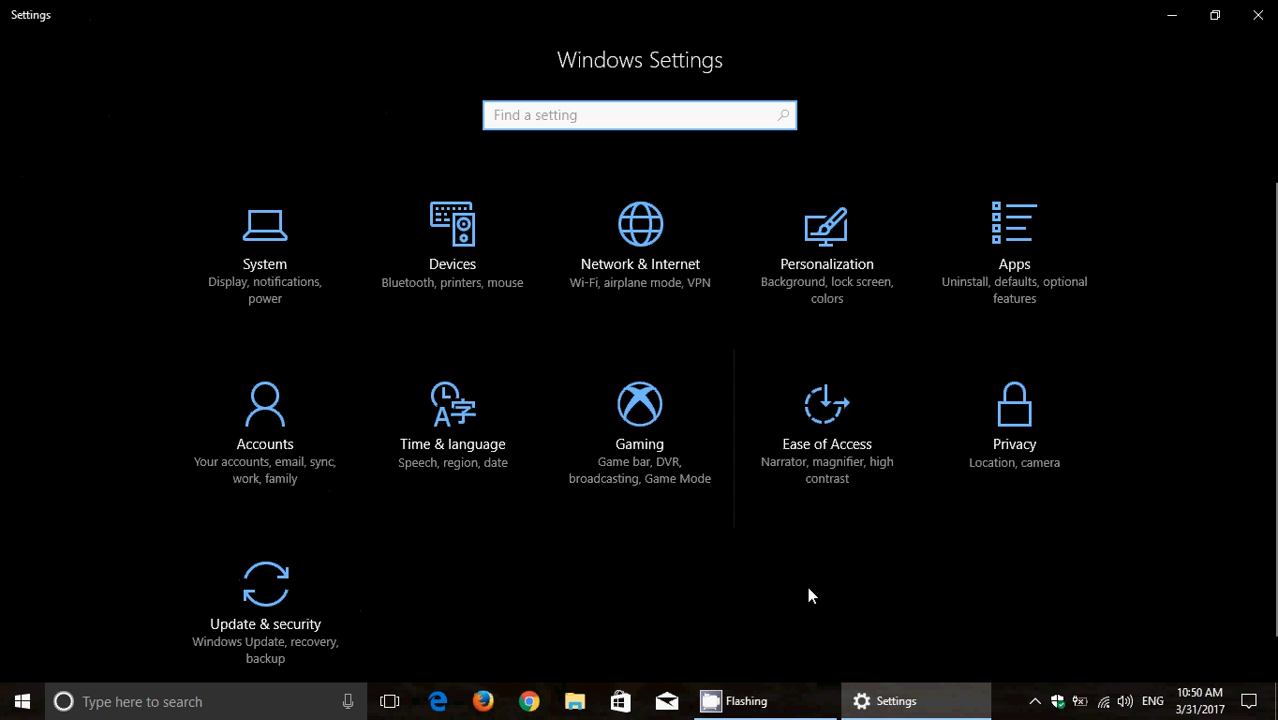 Settings
Windows Settings
Find a setting
System
Display, notifications,
power
Devices
Bluetooth, printers, mouse
Network & Internet
Wi-Fi, airplane mode, VPN
Personalization
Background, lock screen,
colors
Apps
Uninstall, defaults, optional
features
Accounts
Your accounts, email, sync,
work, family
Time & language
Speech, region, date
Gaming
Game bar, DVR,
broadcasting, Game Mode
Ease of Access
Narrator, magnifier, high
contrast
Privacy
Location, camera
Update & security
Windows Update, recovery,
backup
Type here to search
Flashing
Settings
ENG
10:50 AM
3/31/2017